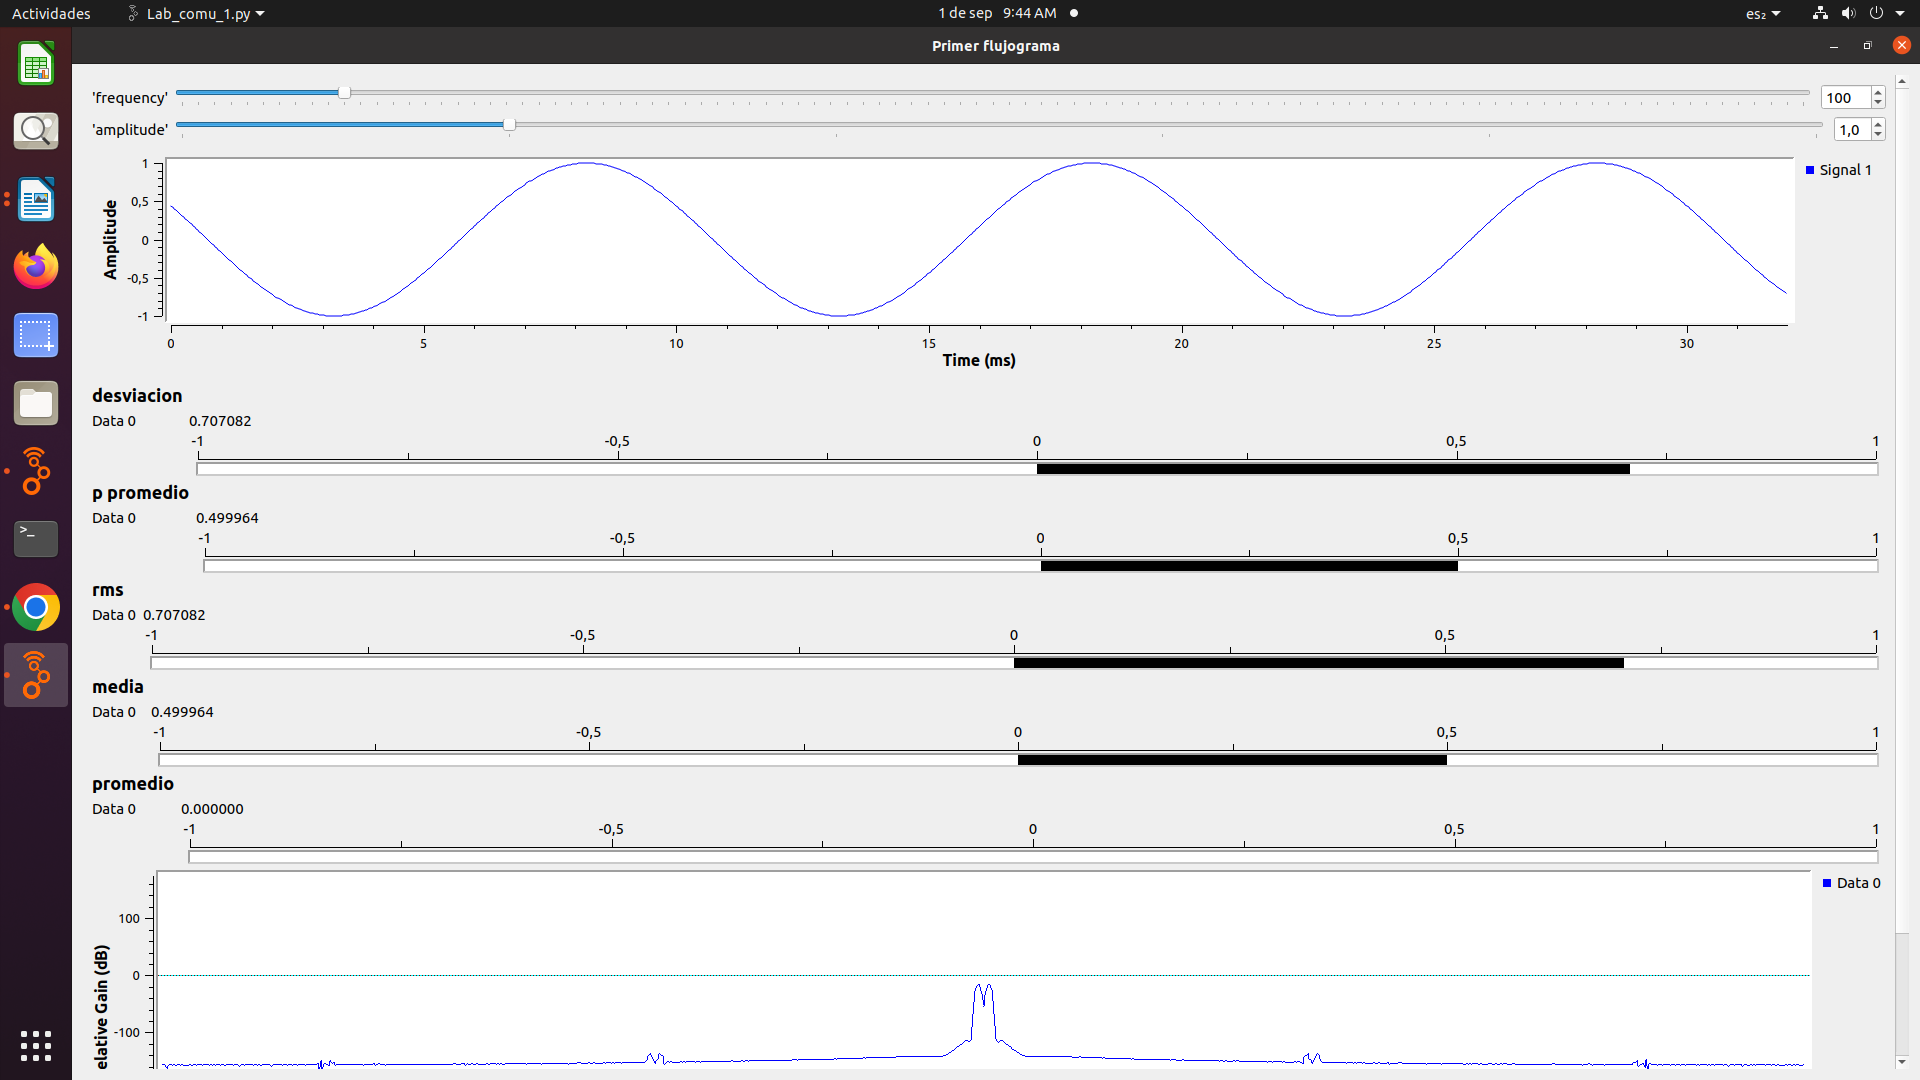 Actividades Lab_comu_1.py 1 de sep 9:44 AM es₂
Primer flujograma
'frequency' 100
'amplitude' 1,0
Signal 1
Amplitude
1
0,5
0
-0,5
-1
0 5 10 15 20 25 30
Time (ms)
desviacion
Data 0 0.707082
-1 -0,5 0 0,5 1
p promedio
Data 0 0.499964
-1 -0,5 0 0,5 1
rms
Data 0 0.707082
-1 -0,5 0 0,5 1
media
Data 0 0.499964
-1 -0,5 0 0,5 1
promedio
Data 0 0.000000
-1 -0,5 0 0,5 1
Data 0
elative Gain (dB)
100
0
-100